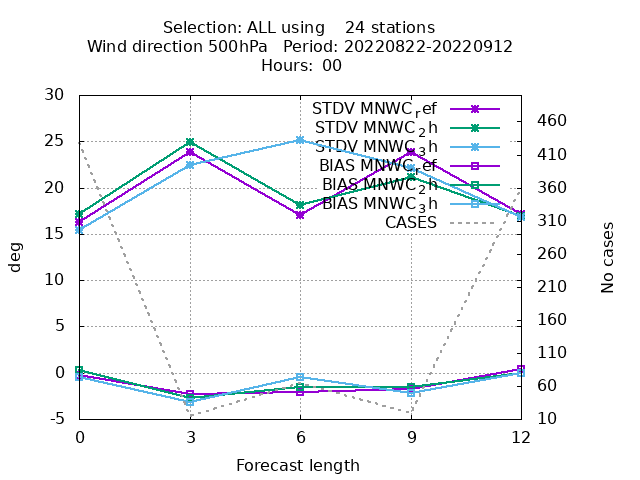 Selection: ALL using    24 stations
Wind direction 500hPa   Period: 20220822-20220912
Hours: 00
STDV MNWC_ref
STDV MNWC_2h
STDV MNWC_3h
BIAS MNWC_ref
BIAS MNWC_2h
BIAS MNWC_3h
CASES
30
25
20
15
10
5
0
-5
deg
460
410
360
310
260
210
160
110
60
10
No cases
0 3 6 9 12
Forecast length